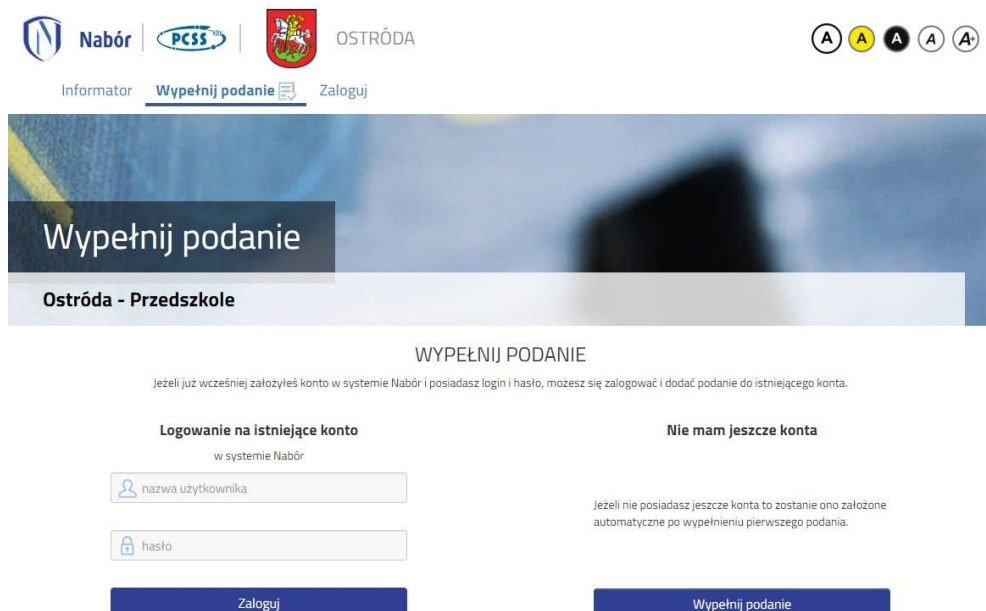 Nabór
PCSS
OSTRÓDA
A A A A A+
Informator Wypełnij podanie Zaloguj
Wypełnij podanie
Ostróda - Przedszkole
WYPEŁNIJ PODANIE
Jeżeli już wcześniej założyłeś konto w systemie Nabór i posiadasz login i hasło, możesz się zalogować i dodać podanie do istniejącego konta.
Logowanie na istniejące konto
w systemie Nabór
nazwa użytkownika
hasło
Zaloguj
Nie mam jeszcze konta
Jeżeli nie posiadasz jeszcze konta to zostanie ono założone
automatyczne po wypełnieniu pierwszego podania.
Wypełnij podanie